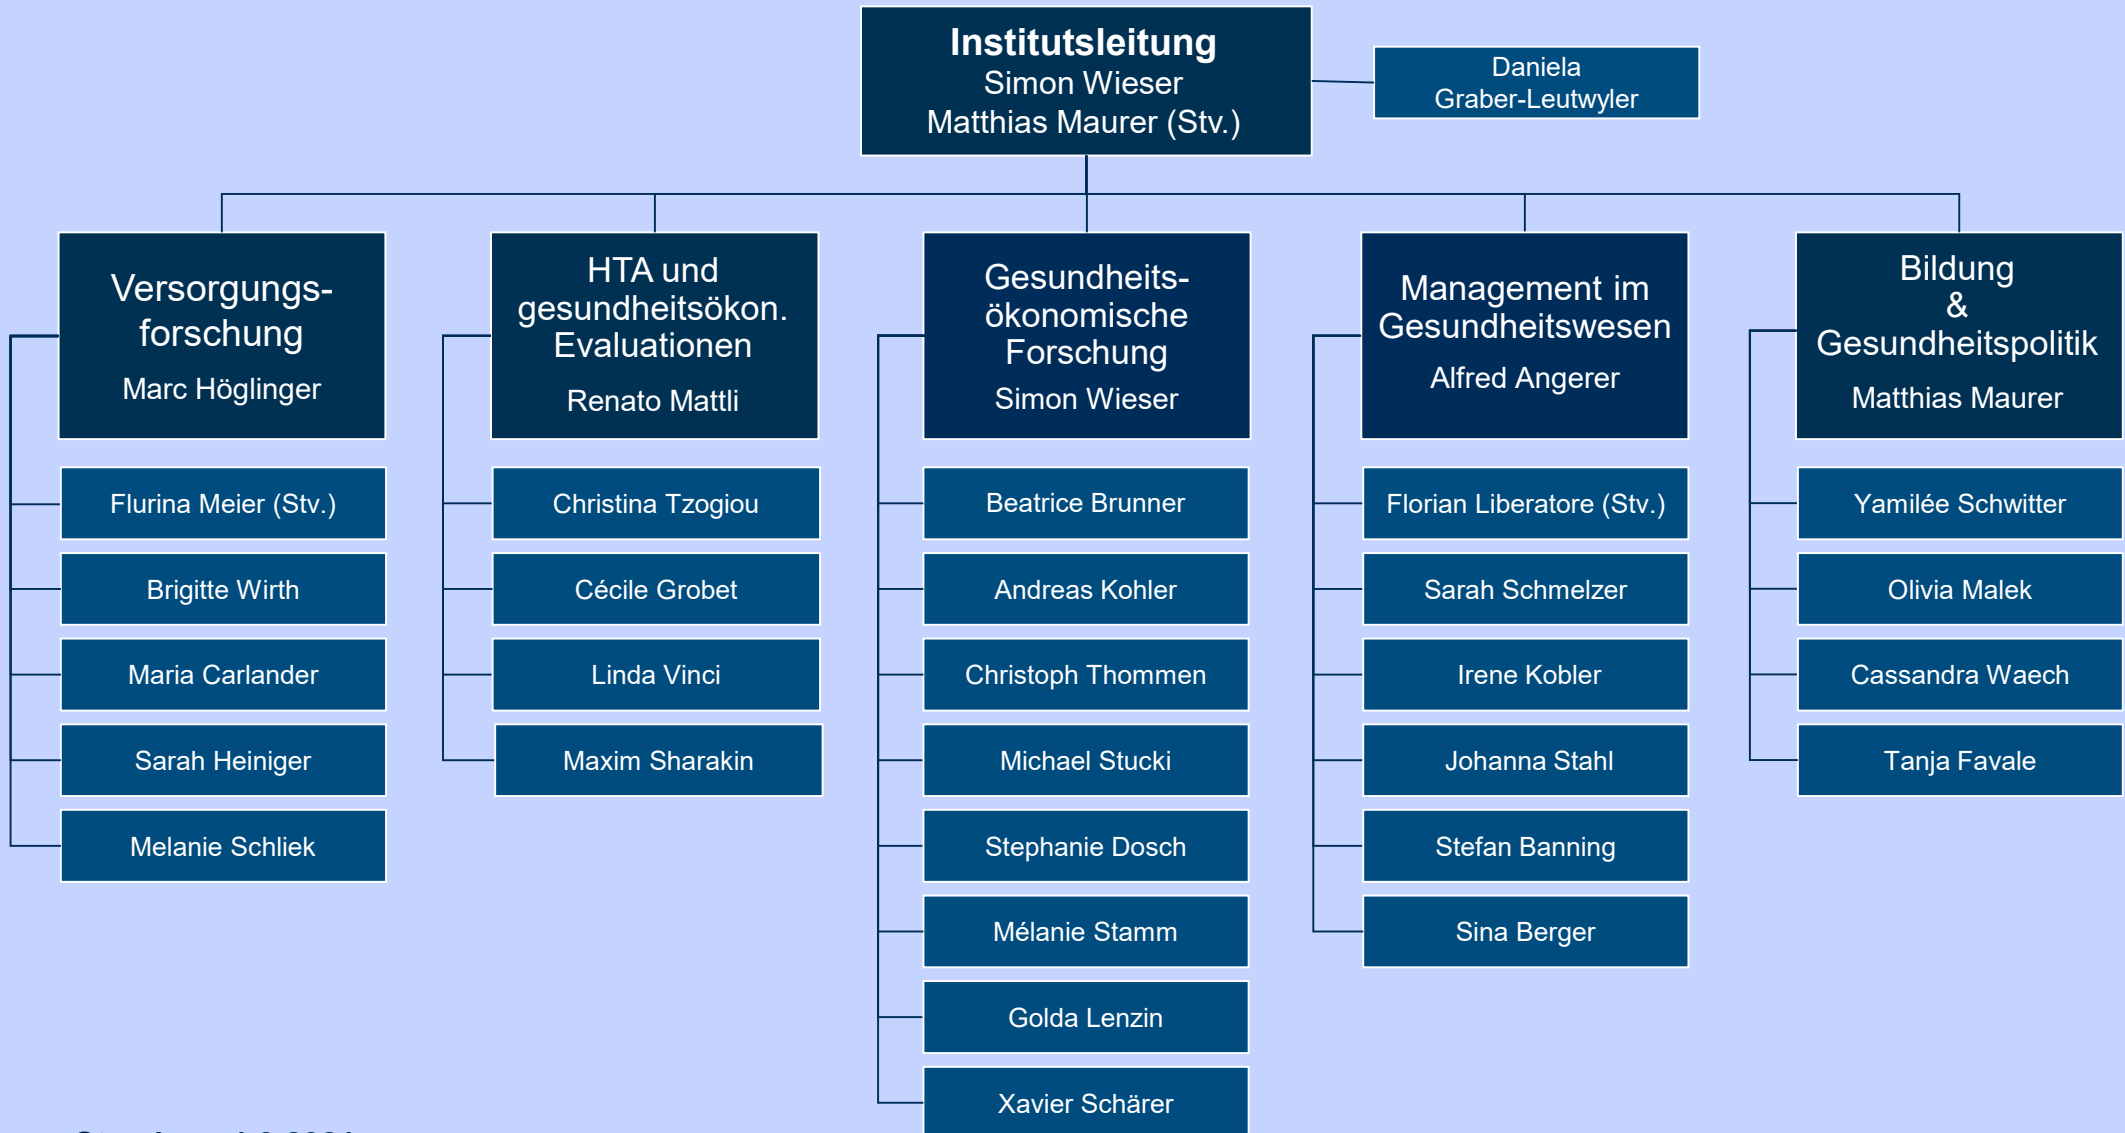 Institutsleitung
Simon Wieser
Matthias Maurer (Stv.)
Daniela
Graber-Leutwyler
Versorgungs-
forschung
Marc Höglinger
Flurina Meier (Stv.)
Brigitte Wirth
Maria Carlander
Sarah Heiniger
Melanie Schliek
HTA und
gesundheitsökon.
Evaluationen
Renato Mattli
Christina Tzogiou
Cécile Grobet
Linda Vinci
Maxim Sharakin
Gesundheits-
ökonomische
Forschung
Simon Wieser
Beatrice Brunner
Andreas Kohler
Christoph Thommen
Michael Stucki
Stephanie Dosch
Mélanie Stamm
Golda Lenzin
Xavier Schärer
Management im
Gesundheitswesen
Alfred Angerer
Florian Liberatore (Stv.)
Sarah Schmelzer
Irene Kobler
Johanna Stahl
Stefan Banning
Sina Berger
Bildung
&
Gesundheitspolitik
Matthias Maurer
Yamilée Schwitter
Olivia Malek
Cassandra Waech
Tanja Favale